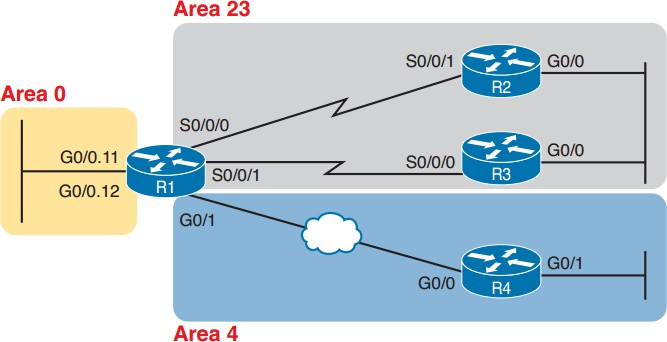 Area 23
S0/0/1
G0/0
R2
Area 0
S0/0/0
G0/0.11
G0/0.12
R1
S0/0/1
S0/0/0
G0/0
R3
G0/1
G0/1
G0/0
R4
Area 4